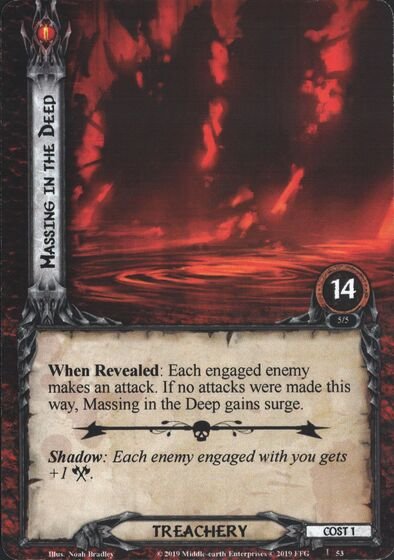 Massing in the Deep
14
5/5
When Revealed: Each engaged enemy
makes an attack. If no attacks were made this
way, Massing in the Deep gains surge.
Shadow: Each enemy engaged with you gets
+1 .
TREACHERY
COST 1
Illus. Noah Bradley
© 2019 Middle-earth Enterprises © 2019 FFG
53